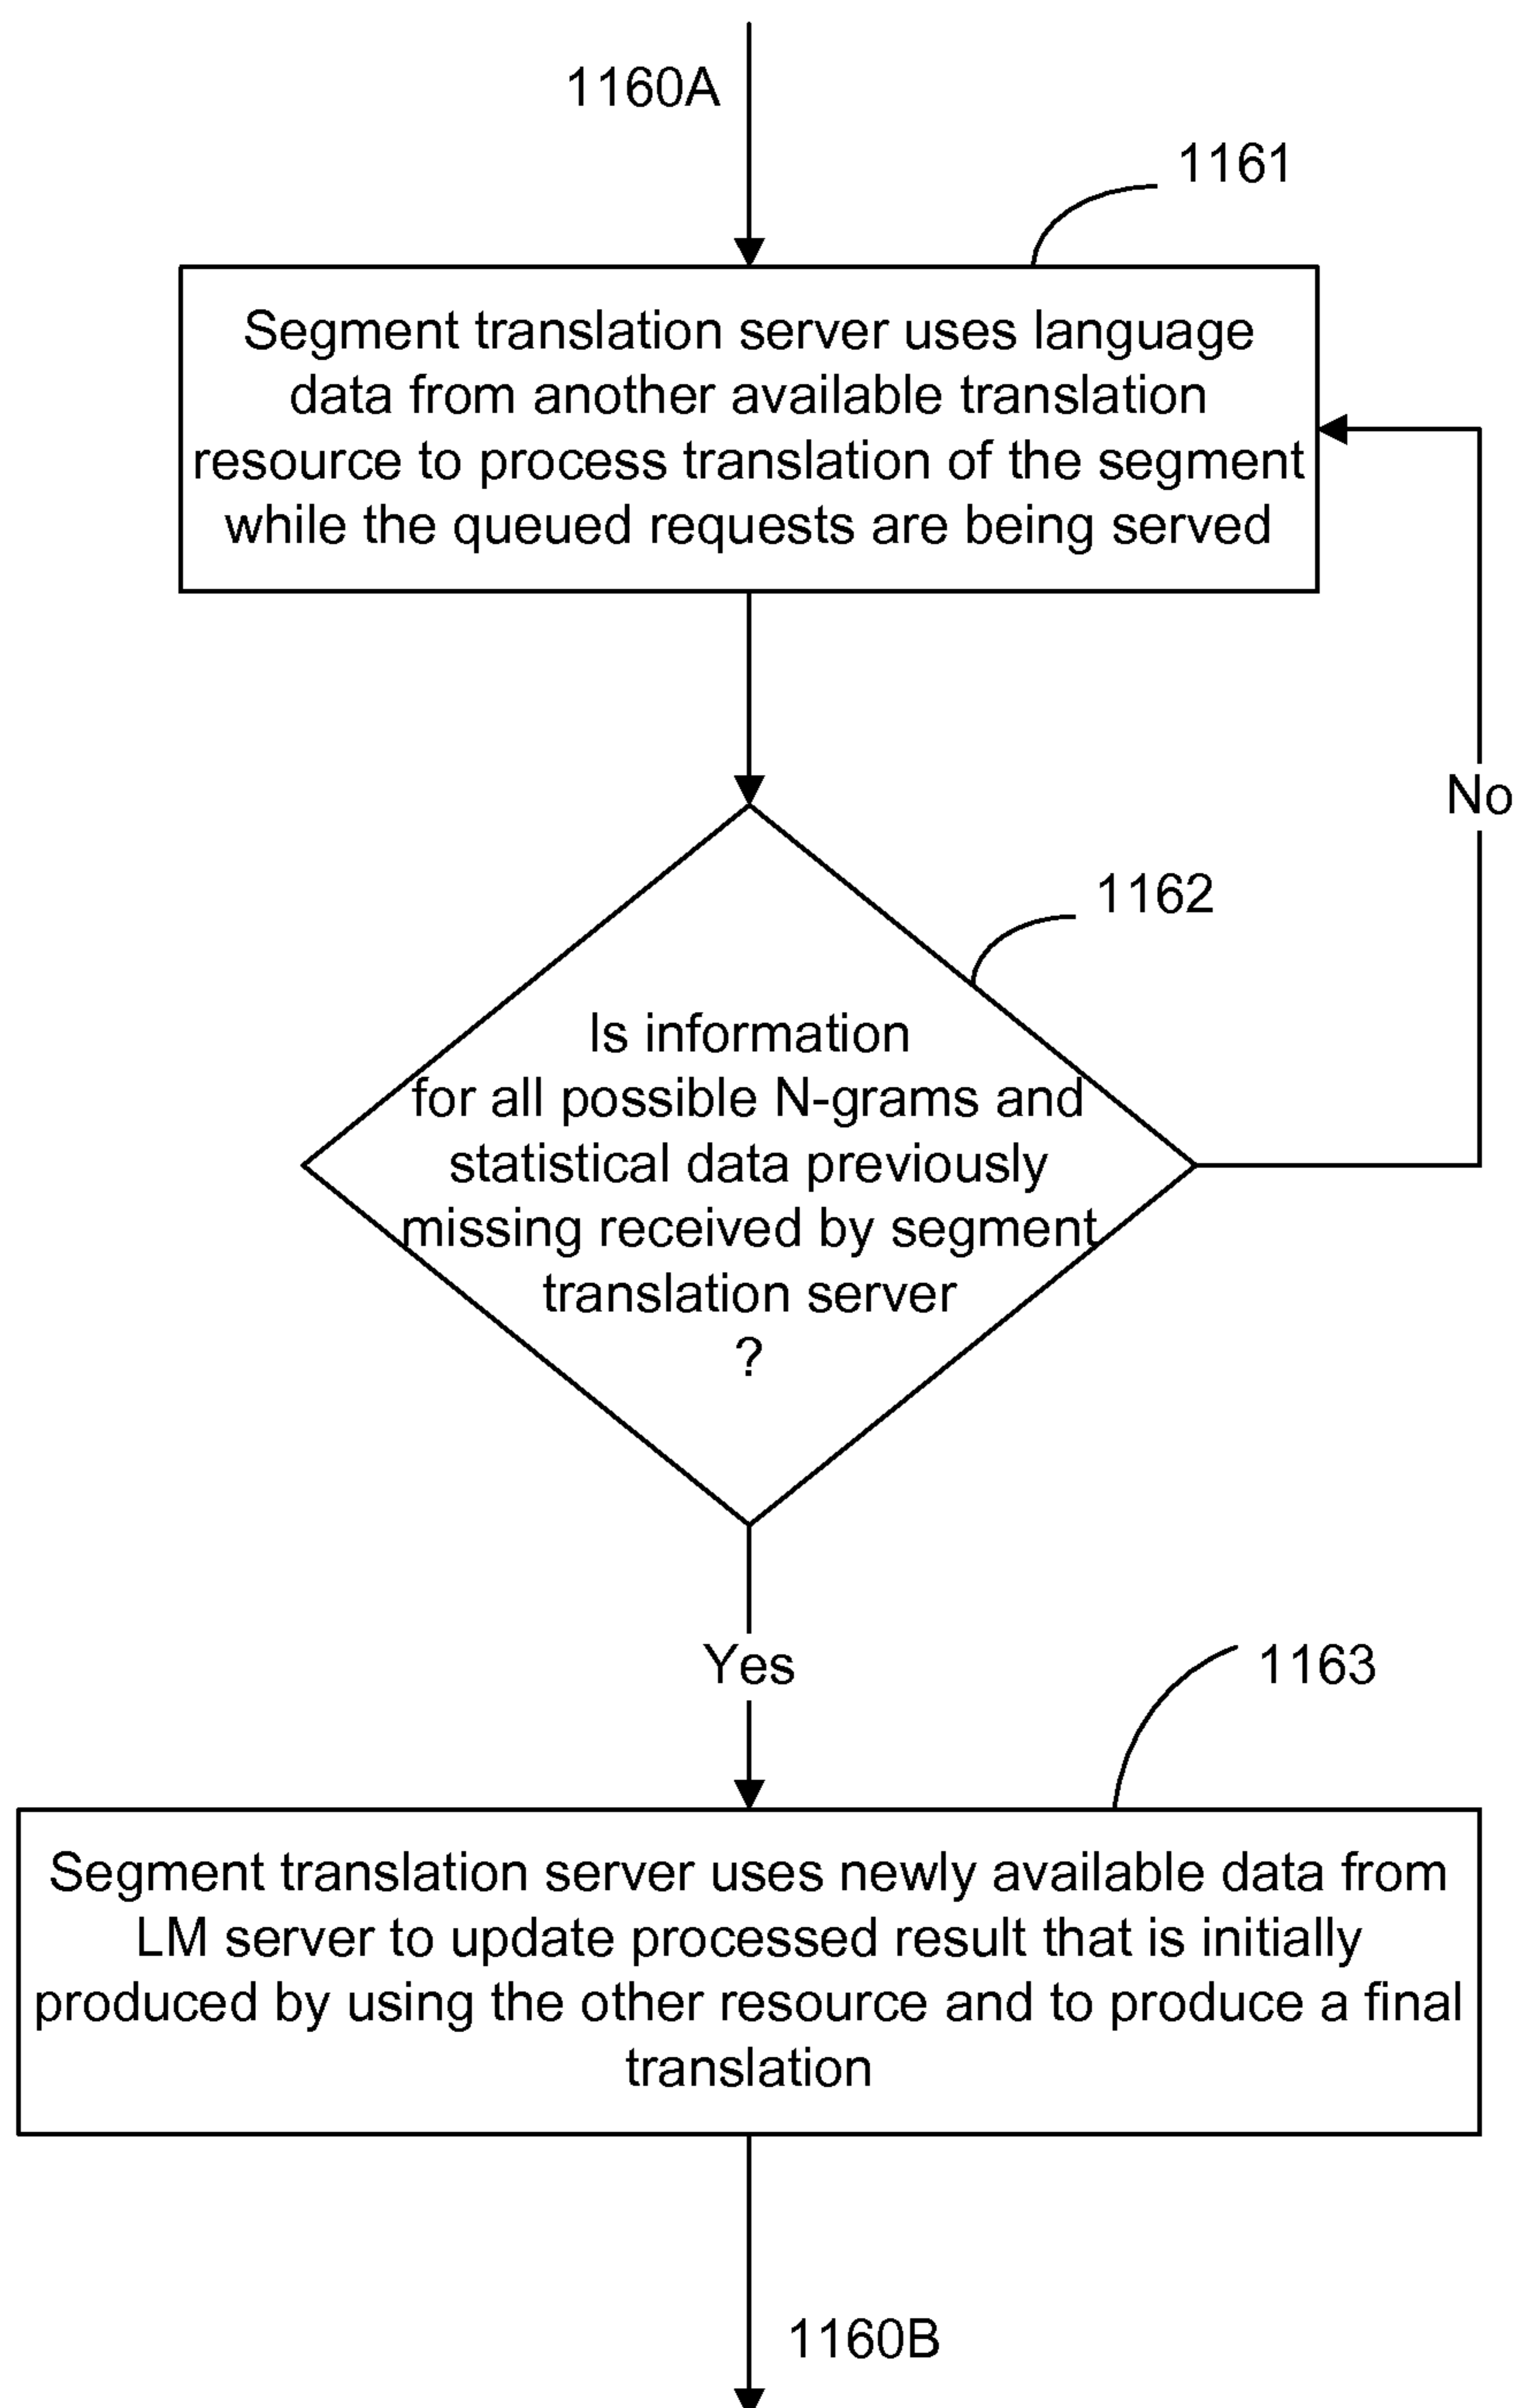 1160A
1161
Segment translation server uses language
data from another available translation
resource to process translation of the segment
while the queued requests are being served
No
1162
Is information
for all possible N-grams and
statistical data previously
missing received by segment
translation server
?
Yes
1163
Segment translation server uses newly available data from
LM server to update processed result that is initially
produced by using the other resource and to produce a final
translation
1160B